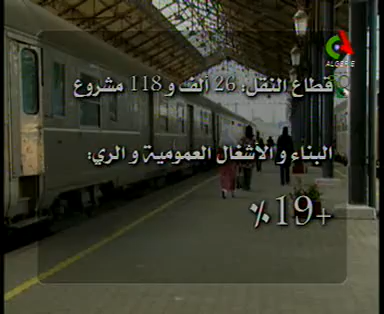 ALGERIE
قطاع النقل: 26 ألف و 118 مشروع
البناء و الأشغال العمومية و الري:
+19٪